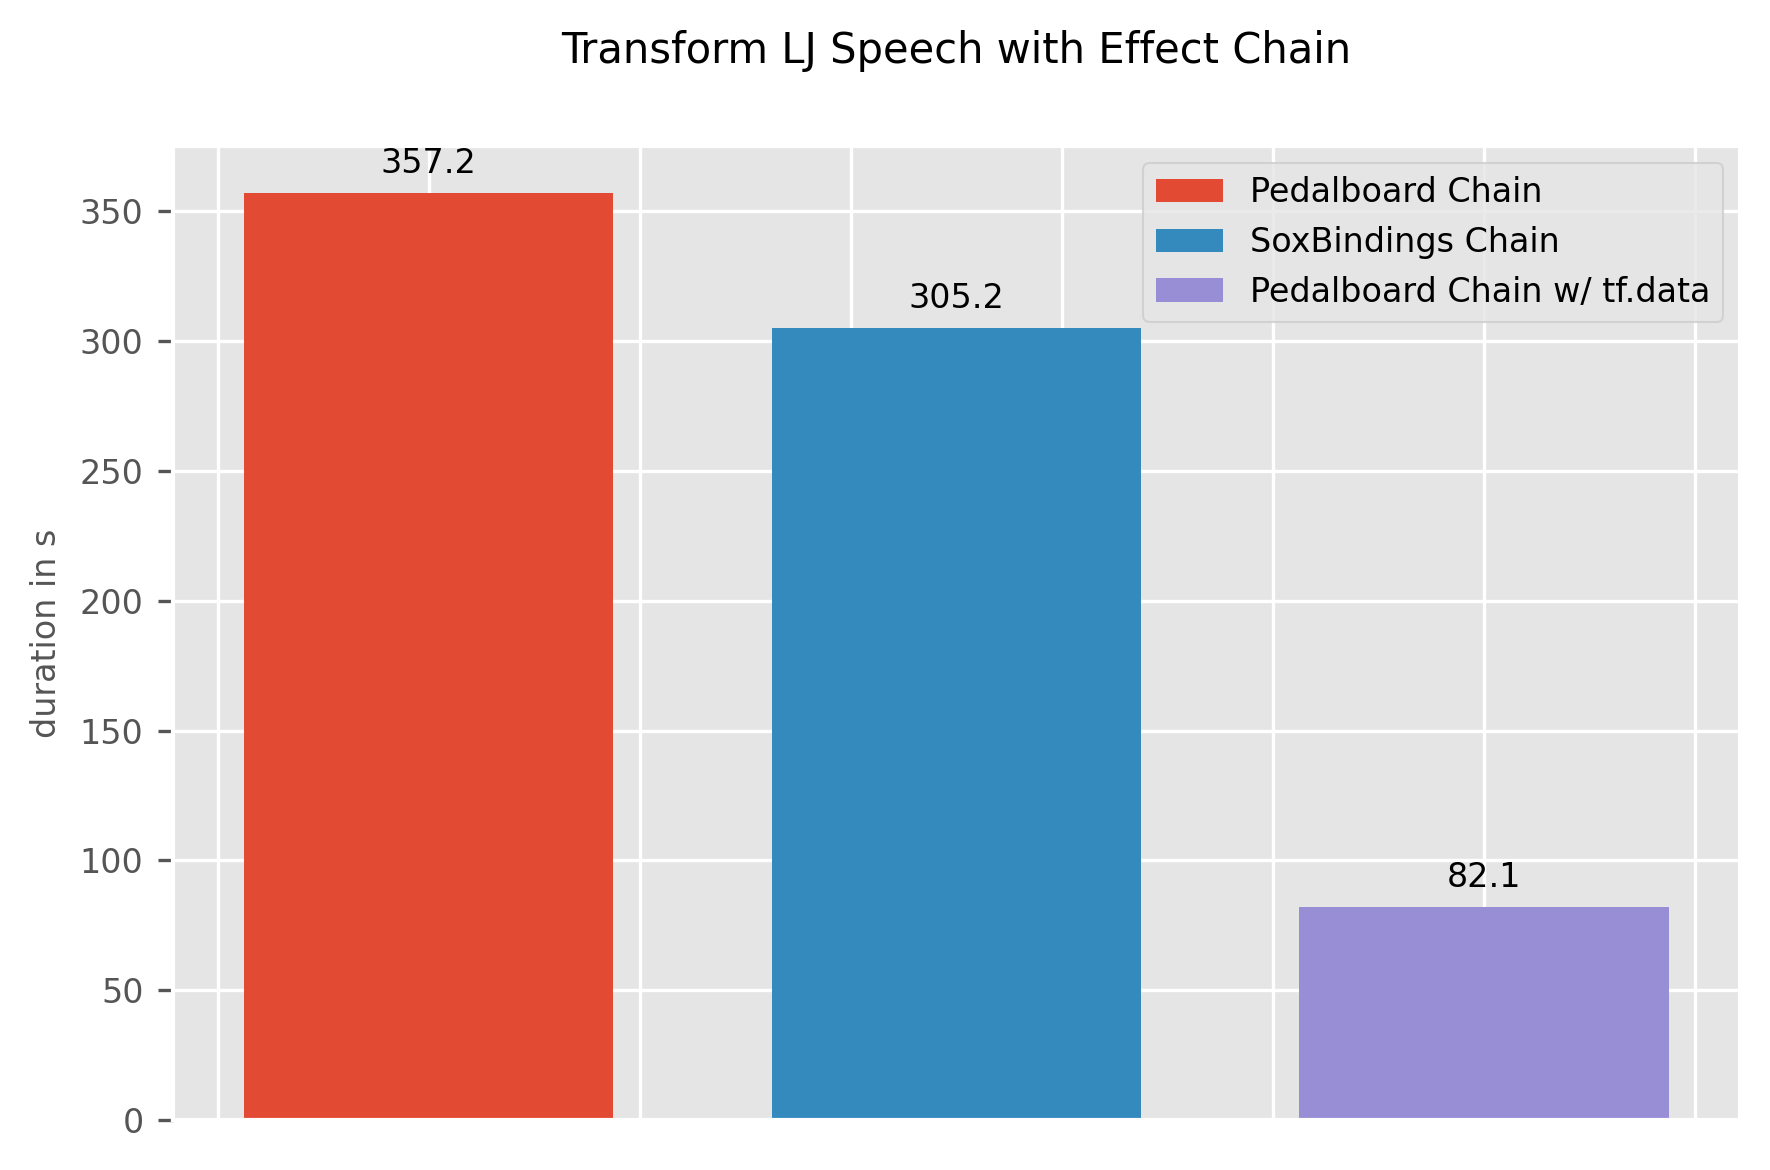 Transform LJ Speech with Effect Chain
357.2
Pedalboard Chain
SoxBindings Chain
Pedalboard Chain w/ tf.data
305.2
82.1
350
300
250
200
150
100
50
0
duration in s